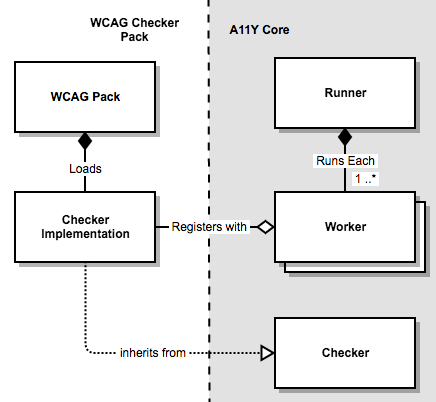 WCAG Checker
Pack
A11Y Core
WCAG Pack
Runner
Loads
Runs Each
1 ..*
Checker
Implementation
Registers with
Worker
inherits from
Checker